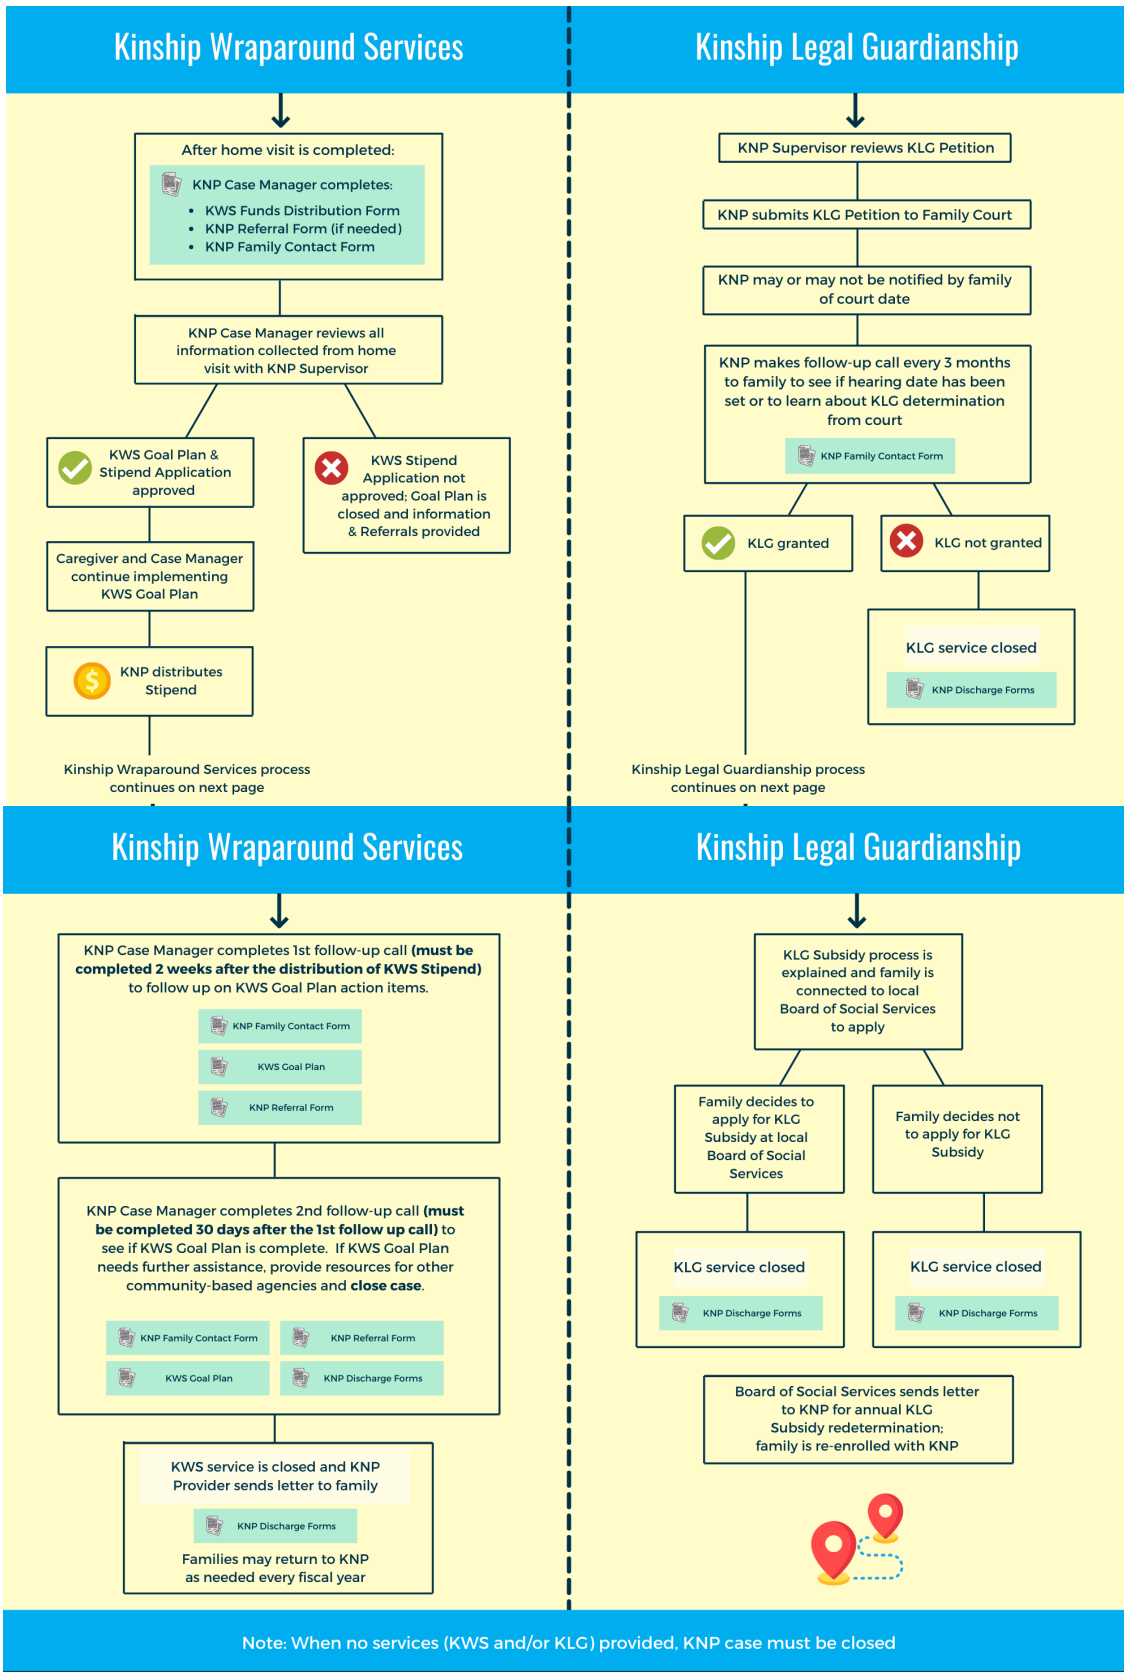 Kinship Wraparound Services
After home visit is completed:
KNP Case Manager completes:
• KWS Funds Distribution Form
• KNP Referral Form (if needed)
• KNP Family Contact Form
KNP Case Manager reviews all
information collected from home
visit with KNP Supervisor
KWS Goal Plan &
Stipend Application
approved
KWS Stipend
Application not
approved; Goal Plan is
closed and information
& Referrals provided
Caregiver and Case Manager
continue implementing
KWS Goal Plan
$
KNP distributes
Stipend
Kinship Wraparound Services process
continues on next page
Kinship Legal Guardianship
KNP Supervisor reviews KLG Petition
KNP submits KLG Petition to Family Court
KNP may or may not be notified by family
of court date
KNP makes follow-up call every 3 months
to family to see if hearing date has been
set or to learn about KLG determination
from court
KNP Family Contact Form
KLG granted
KLG not granted
KLG service closed
KNP Discharge Forms
Kinship Legal Guardianship process
continues on next page
Kinship Wraparound Services
KNP Case Manager completes 1st follow-up call (must be
completed 2 weeks after the distribution of KWS Stipend)
to follow up on KWS Goal Plan action items.
KNP Family Contact Form
KWS Goal Plan
KNP Referral Form
KNP Case Manager completes 2nd follow-up call (must
be completed 30 days after the 1st follow up call) to
see if KWS Goal Plan is complete. If KWS Goal Plan
needs further assistance, provide resources for other
community-based agencies and close case.
KNP Family Contact Form
KNP Referral Form
KWS Goal Plan
KNP Discharge Forms
KWS service is closed and KNP
Provider sends letter to family
KNP Discharge Forms
Families may return to KNP
as needed every fiscal year
Kinship Legal Guardianship
KLG Subsidy process is
explained and family is
connected to local
Board of Social Services
to apply
Family decides to
apply for KLG
Subsidy at local
Board of Social
Services
Family decides not
to apply for KLG
Subsidy
KLG service closed
KNP Discharge Forms
KLG service closed
KNP Discharge Forms
Board of Social Services sends letter
to KNP for annual KLG
Subsidy redetermination;
family is re-enrolled with KNP
Note: When no services (KWS and/or KLG) provided, KNP case must be closed